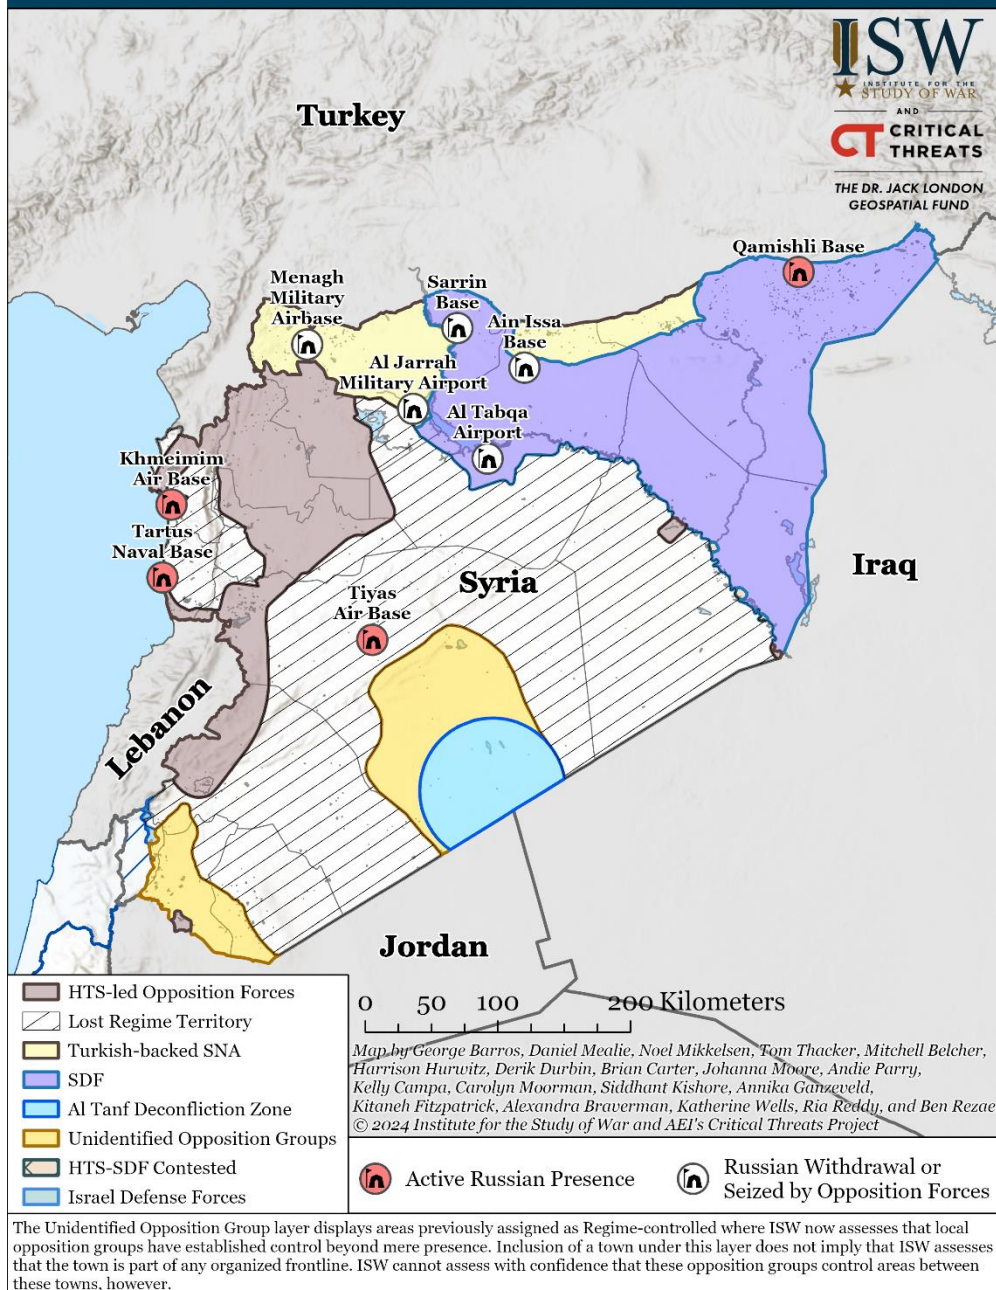 ISW
INSTITUTE FOR THE
STUDY OF WAR
AND
CT CRITICAL
THREATS
THE DR. JACK LONDON
GEOSPATIAL FUND
Turkey
Qamishli Base
Menagh
Military
Airbase
Sarrin
Base
Ain Issa
Base
Al Jarrah
Military Airport
Al Tabqa
Airport
Khmeimim
Air Base
Tartus
Naval Base
Iraq
Syria
Tiyas
Air Base
Lebanon
Jordan
HTS-led Opposition Forces
Lost Regime Territory
Turkish-backed SNA
SDF
Al Tanf Deconfliction Zone
Unidentified Opposition Groups
HTS-SDF Contested
Israel Defense Forces
0 50 100 200 Kilometers
Map by George Barros, Daniel Mealie, Noel Mikkelsen, Tom Thacker, Mitchell Belcher,
Harrison Hurwitz, Derik Durbin, Brian Carter, Johanna Moore, Andie Parry,
Kelly Campa, Carolyn Moorman, Siddhant Kishore, Annika Ganzeveld,
Kitaneh Fitzpatrick, Alexandra Braverman, Katherine Wells, Ria Reddy, and Ben Rezae
© 2024 Institute for the Study of War and AEI's Critical Threats Project
Active Russian Presence
Russian Withdrawal or
Seized by Opposition Forces
The Unidentified Opposition Group layer displays areas previously assigned as Regime-controlled where ISW now assesses that local
opposition groups have established control beyond mere presence. Inclusion of a town under this layer does not imply that ISW assesses
that the town is part of any organized frontline. ISW cannot assess with confidence that these opposition groups control areas between
these towns, however.